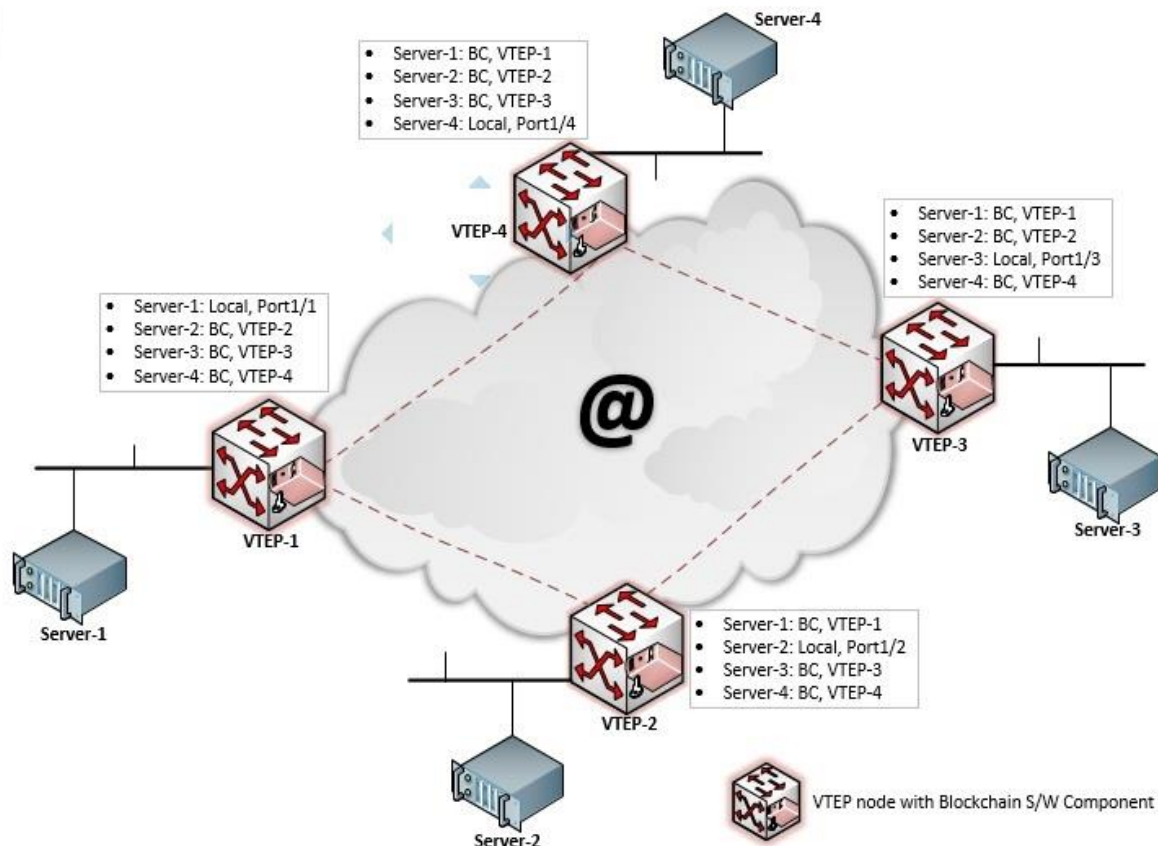 Server-4
• Server-1: BC, VTEP-1
• Server-2: BC, VTEP-2
• Server-3: BC, VTEP-3
• Server-4: Local, Port1/4
VTEP-4
• Server-1: BC, VTEP-1
• Server-2: BC, VTEP-2
• Server-3: Local, Port1/3
• Server-4: BC, VTEP-4
• Server-1: Local, Port1/1
• Server-2: BC, VTEP-2
• Server-3: BC, VTEP-3
• Server-4: BC, VTEP-4
@
VTEP-3
VTEP-1
Server-3
Server-1
• Server-1: BC, VTEP-1
• Server-2: Local, Port1/2
• Server-3: BC, VTEP-3
• Server-4: BC, VTEP-4
VTEP-2
Server-2
VTEP node with Blockchain S/W Component